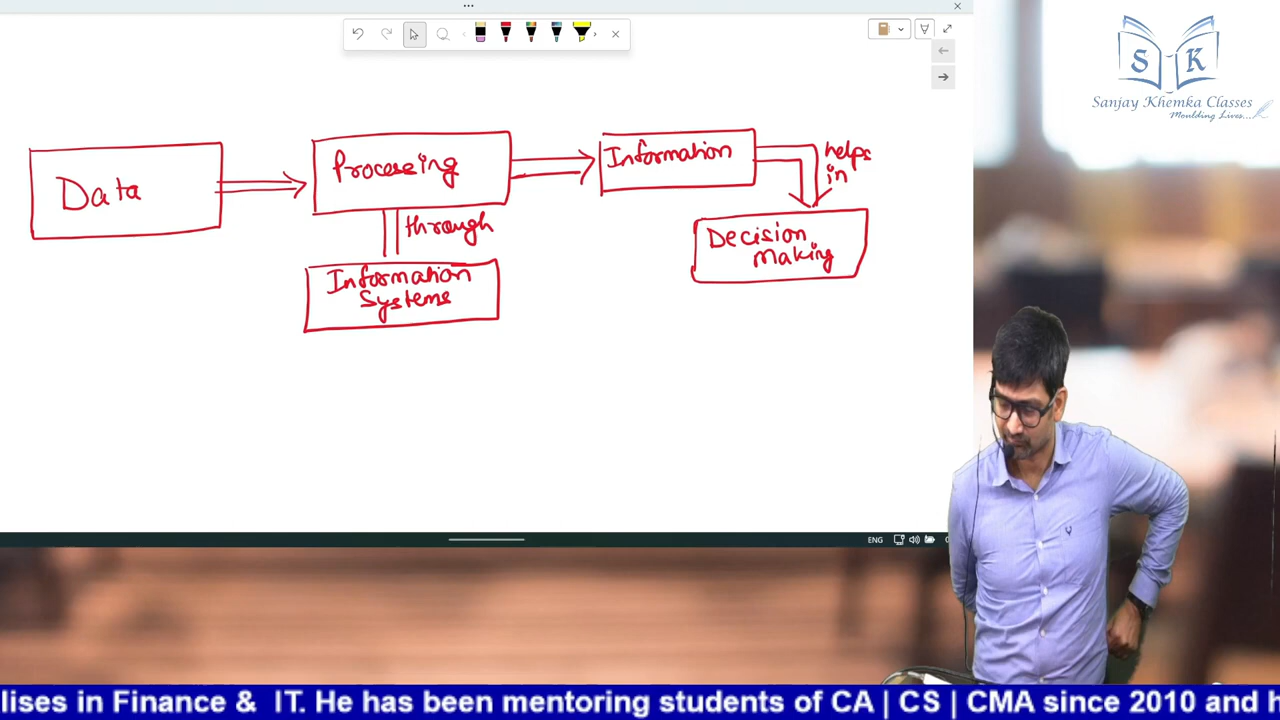 S K
Sanjay Khemka Classes
Moulding Lives...
Data
Processing
Information
helps
in
through
Decision
Making
Information
Systems
ENG
lises in Finance & IT. He has been mentoring students of CA | CS | CMA since 2010 and h